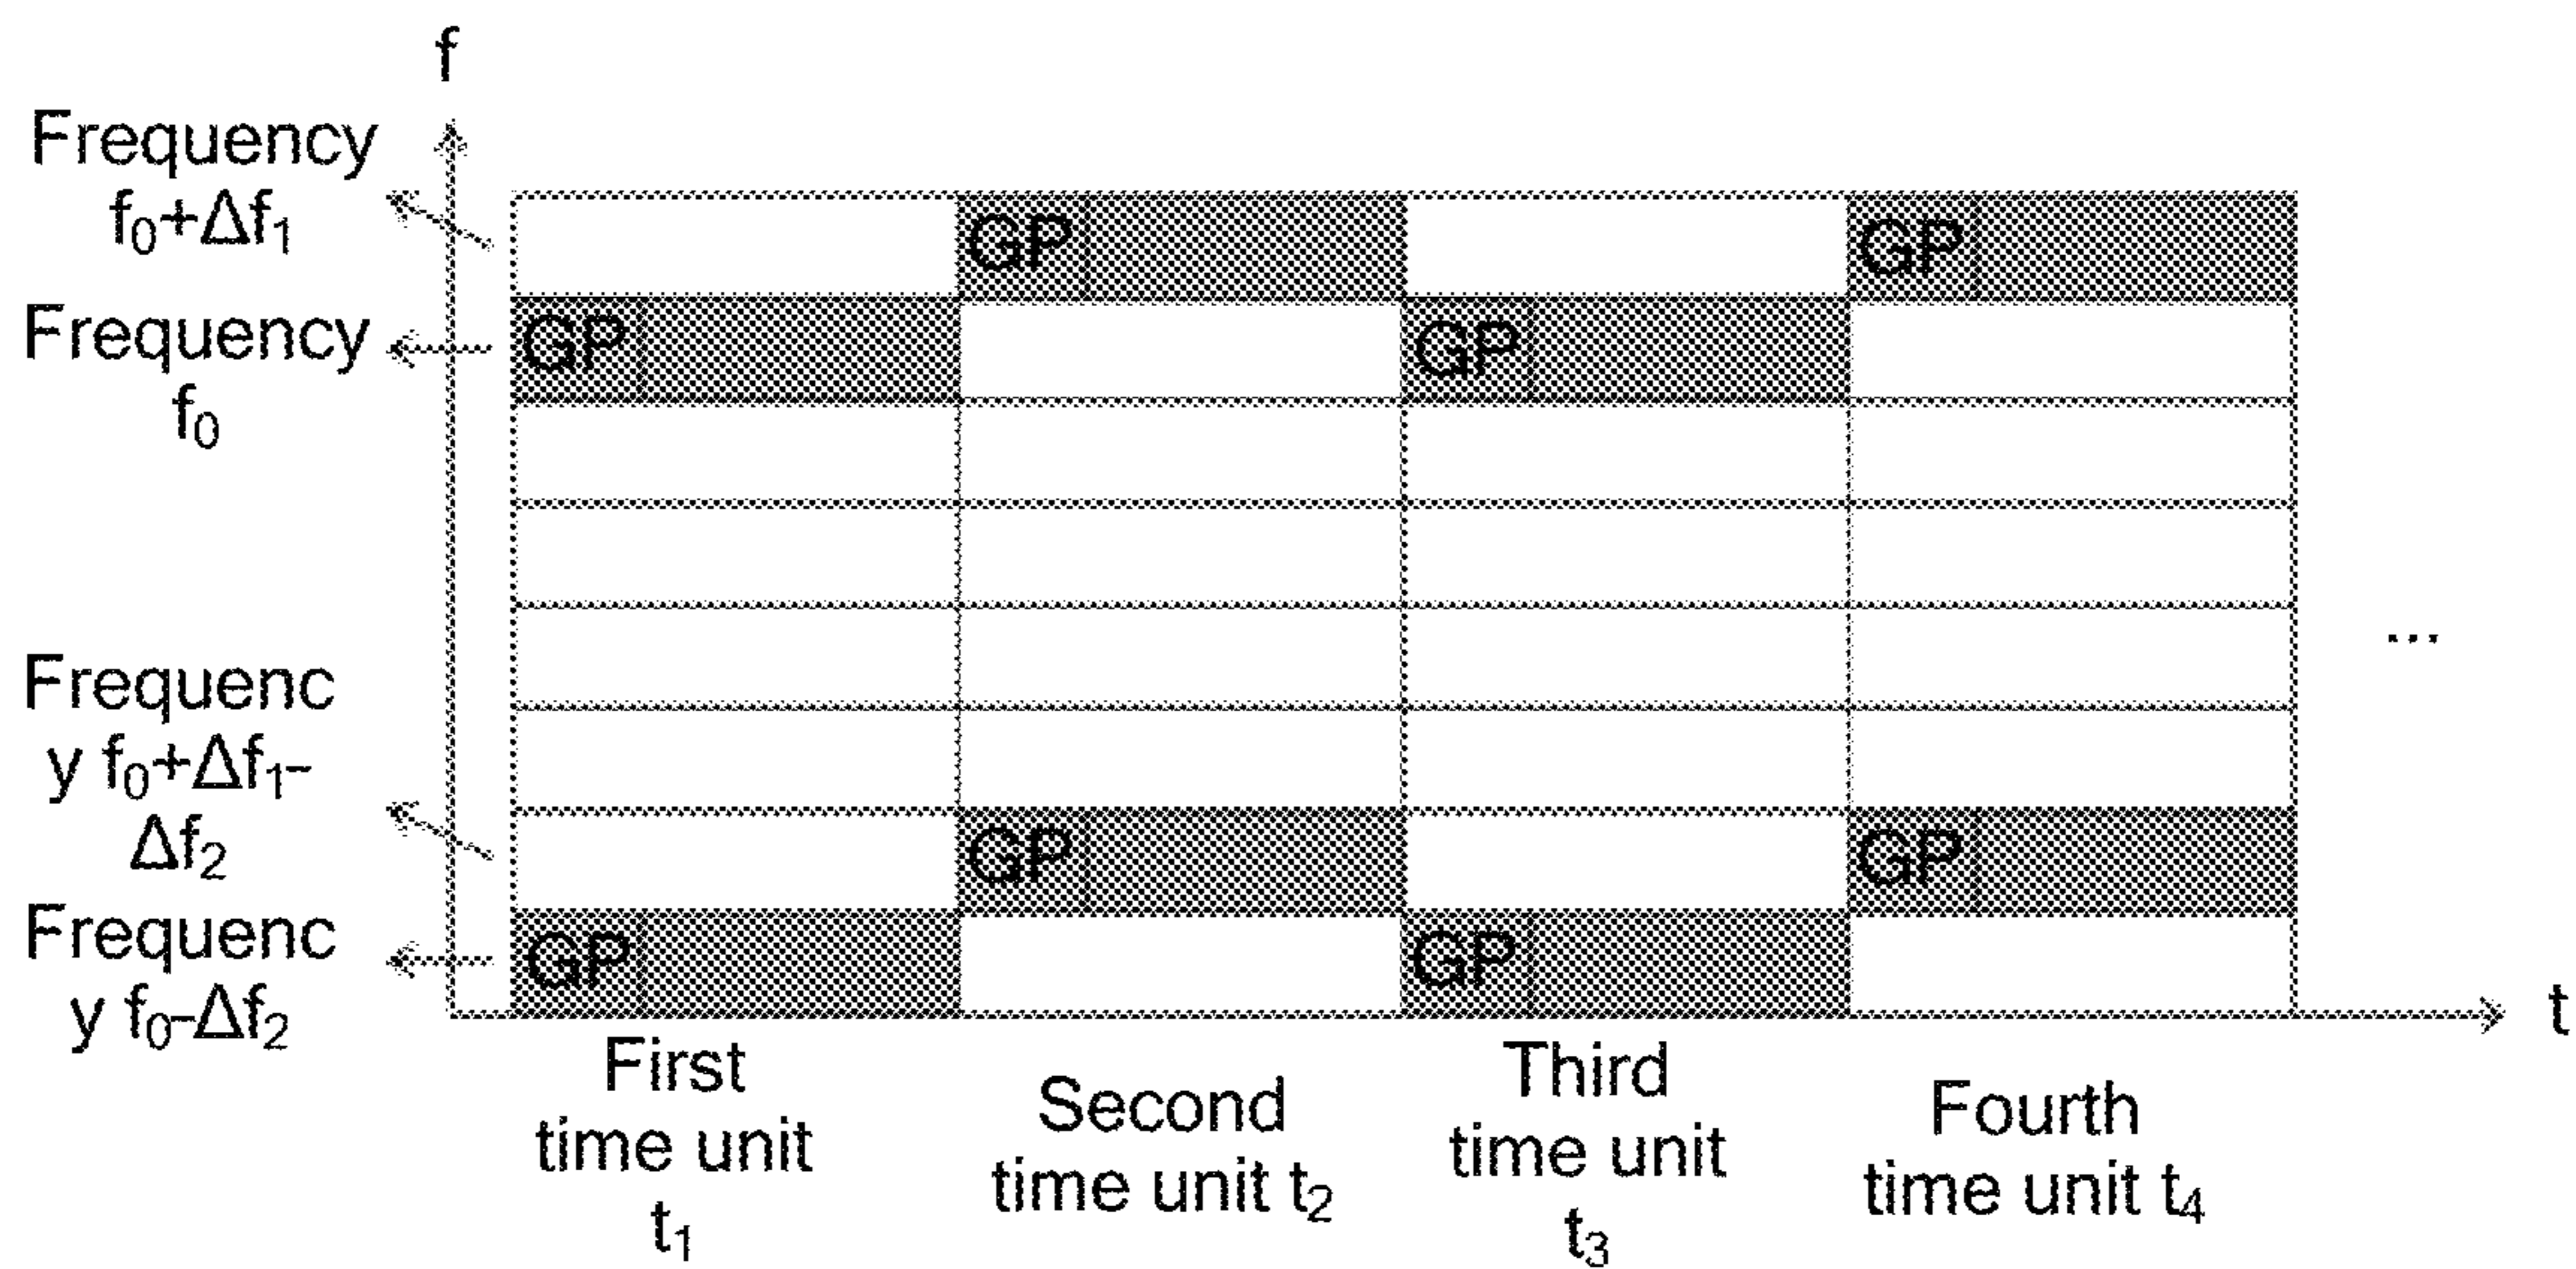 f
Frequency
f₀+Δf₁
GP
GP
Frequency
f₀
GP
GP
...
Frequenc
y f₀+Δf₁-
Δf₂
GP
GP
Frequenc
y f₀-Δf₂
GP
GP
t
First
time unit
t₁
Second
time unit t₂
Third
time unit
t₃
Fourth
time unit t₄